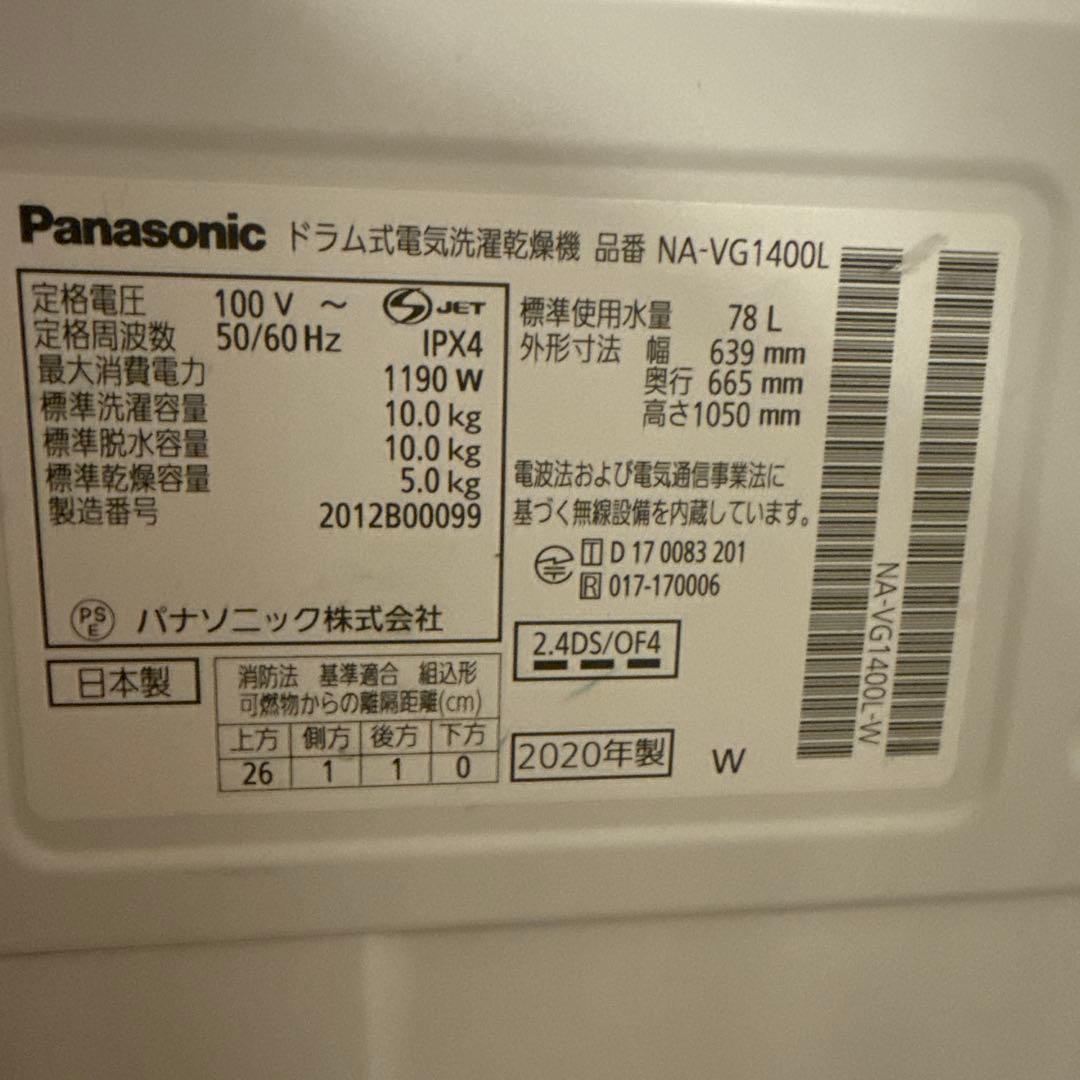 Panasonic ドラム式電気洗濯乾燥機 品番 NA-VG1400L
定格電圧 100 V ～ S JET
定格周波数 50/60 Hz IPX4
最大消費電力 1190 W
標準洗濯容量 10.0 kg
標準脱水容量 10.0 kg
標準乾燥容量 5.0 kg
製造番号 2012B00099
PS E パナソニック株式会社
標準使用水量 78 L
外形寸法 幅 639 mm
奥行 665 mm
高さ 1050 mm
電波法および電気通信事業法に
基づく無線設備を内蔵しています。
T D 17 0083 201
R 017-170006
2.4DS/OF4
日本製
消防法 基準適合 組込形
可燃物からの離隔距離(cm)
上方 側方 後方 下方
26 1 1 0
2020年製 W
NA-VG1400L-W